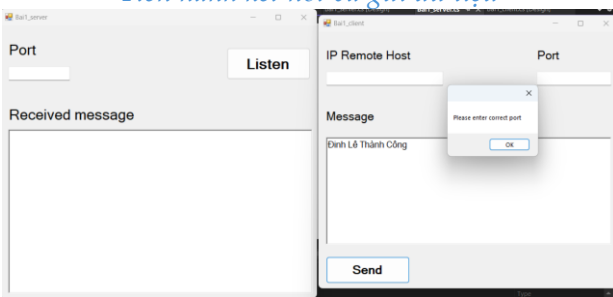 Bai1_server
Port
Listen
Received message
Bai1_client
IP Remote Host
Port
Message
Please enter correct port
OK
Đinh Lê Thành Công
Send
Type